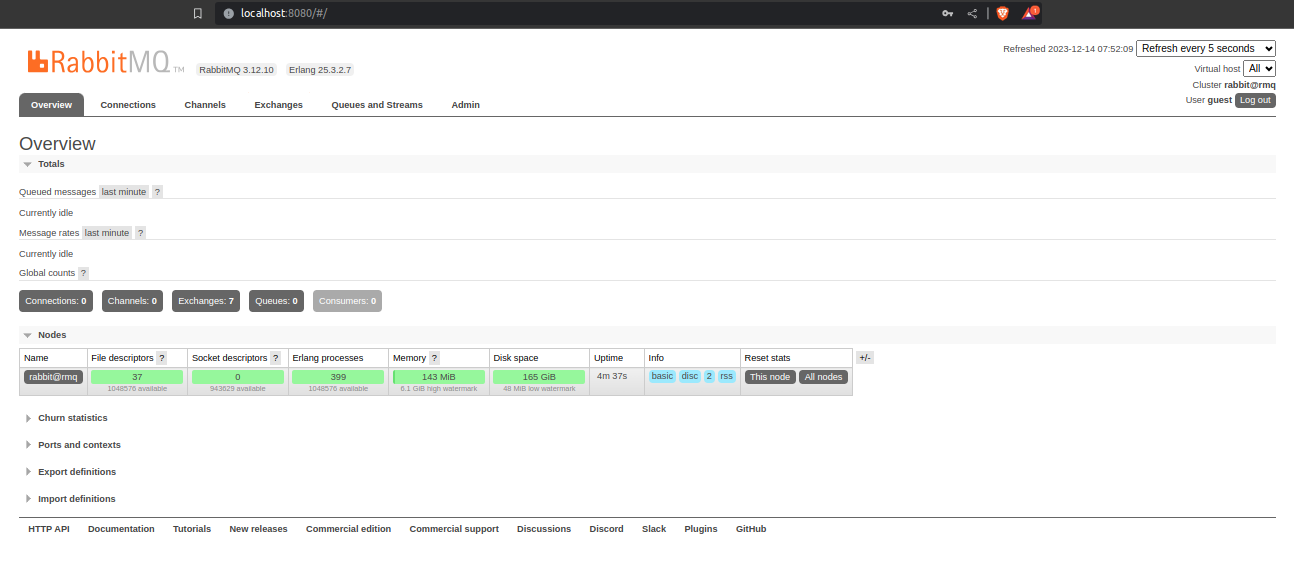 localhost:8080/#/
RabbitMQ TM RabbitMQ 3.12.10 Erlang 25.3.2.7
Refreshed 2023-12-14 07:52:09 Refresh every 5 seconds
Virtual host All
Cluster rabbit@rmq
User guest Log out
Overview Connections Channels Exchanges Queues and Streams Admin
Overview
Totals
Queued messages last minute ?
Currently idle
Message rates last minute ?
Currently idle
Global counts ?
Connections: 0 Channels: 0 Exchanges: 7 Queues: 0 Consumers: 0
Nodes
Name File descriptors ? Socket descriptors ? Erlang processes Memory ? Disk space Uptime Info Reset stats +/-
rabbit@rmq 37 0 399 143 MiB 165 GiB 4m 37s basic disc 2 rss This node All nodes
1048576 available 943629 available 1048576 available 6.1 GiB high watermark 48 MiB low watermark
Churn statistics
Ports and contexts
Export definitions
Import definitions
HTTP API Documentation Tutorials New releases Commercial edition Commercial support Discussions Discord Slack Plugins GitHub